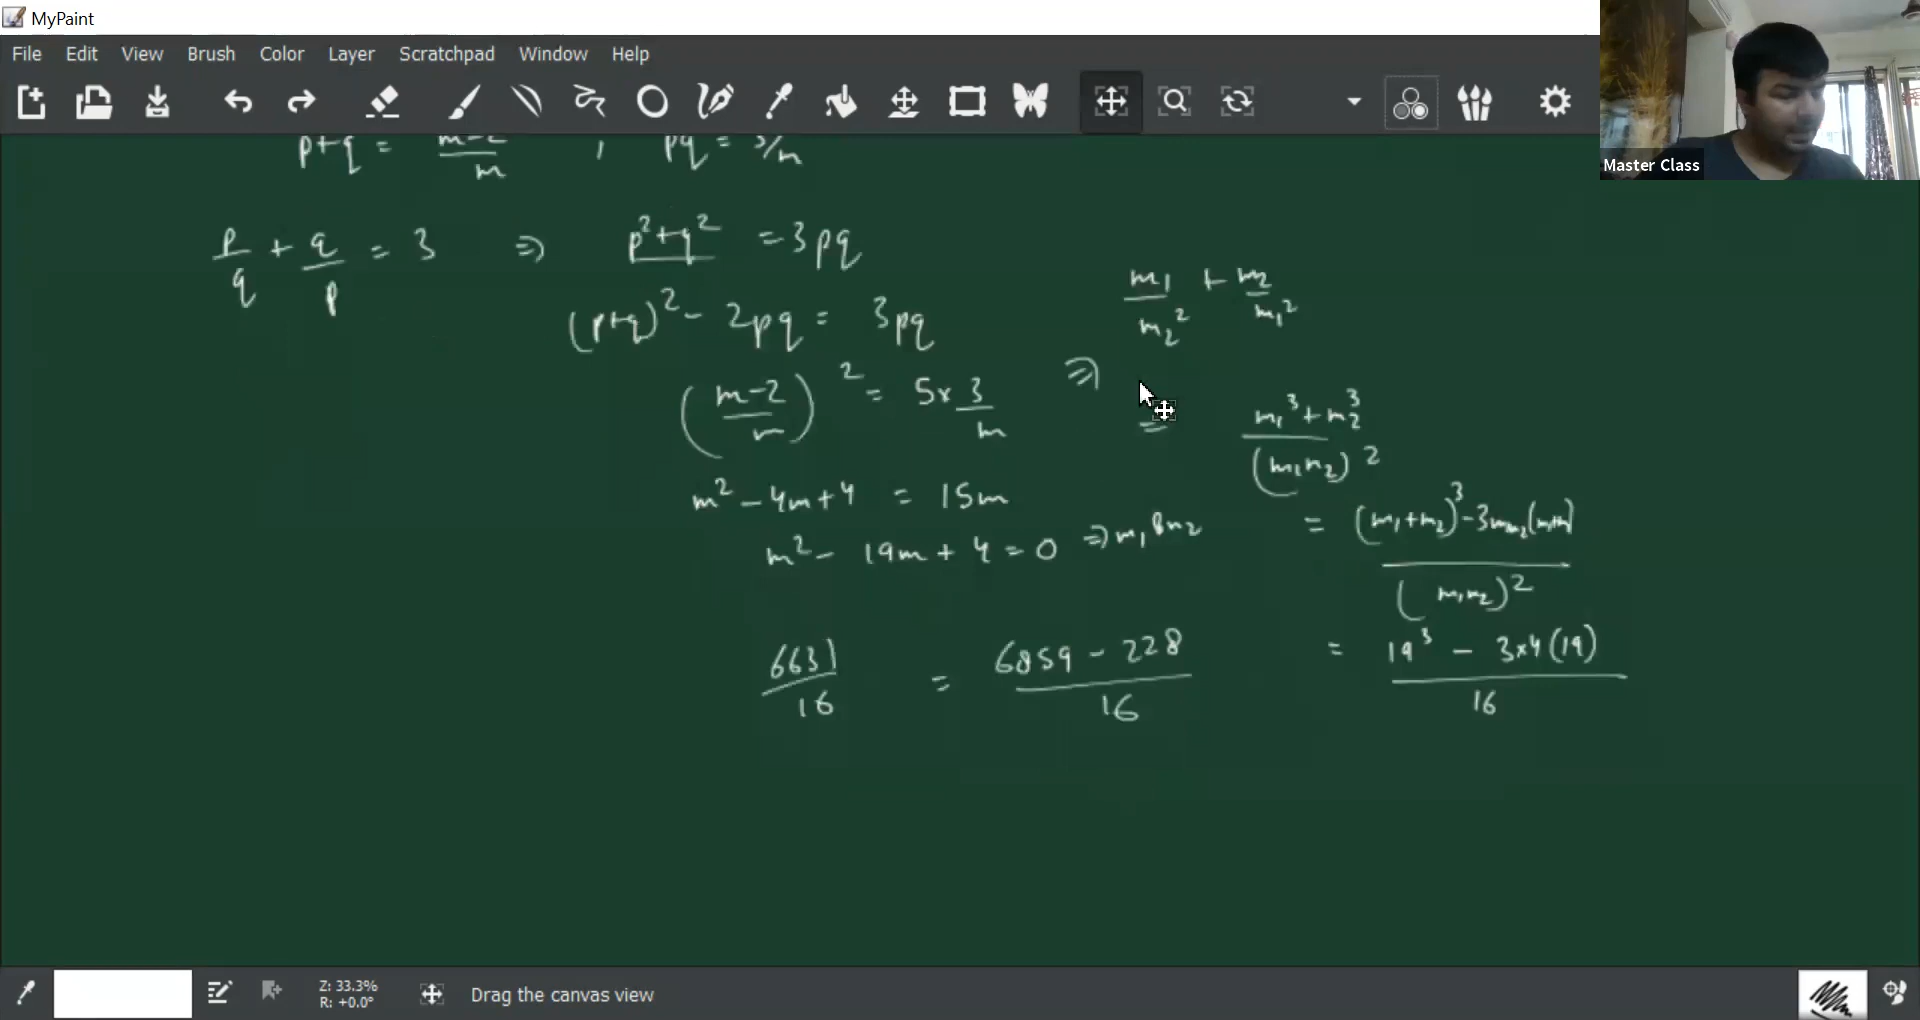 MyPaint
File Edit View Brush Color Layer Scratchpad Window Help
Master Class
p+q = m-2/m , pq = 3/m
p/q + q/p = 3 ⇒ p²+q² = 3pq
(p+q)² - 2pq = 3pq
(m-2/m)² = 5×3/m ⇒
m² - 4m+4 = 15m
m² - 19m + 4 = 0 ⇒ m₁ & m₂
m₁/m₂² + m₂/m₁²
= m₁³+m₂³/(m₁m₂)²
= (m₁+m₂)³-3m₁m₂(m₁+m₂)/(m₁m₂)²
6631/16 = 6859 - 228/16 = 19³ - 3×4(19)/16
Z: 33.3%
R: +0.0°
Drag the canvas view